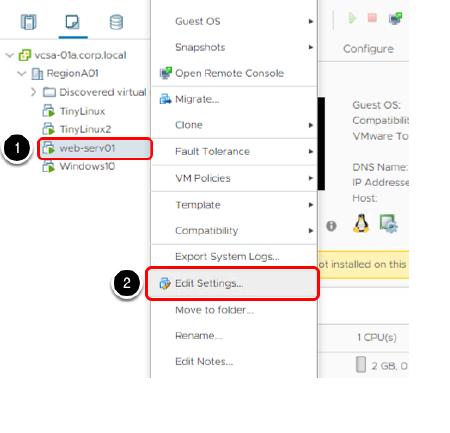 vcsa-01a.corp.local
RegionA01
Discovered virtual
TinyLinux
TinyLinux2
1
web-serv01
Windows10
Guest OS
Snapshots
Open Remote Console
Migrate...
Clone
Fault Tolerance
VM Policies
Template
Compatibility
Export System Logs...
2
Edit Settings...
Move to folder...
Rename...
Edit Notes...
Configure
Guest OS:
Compatibili
VMware To
DNS Name:
IP Addresse
Host:
ot installed on this
1 CPU(s)
2 GB, 0